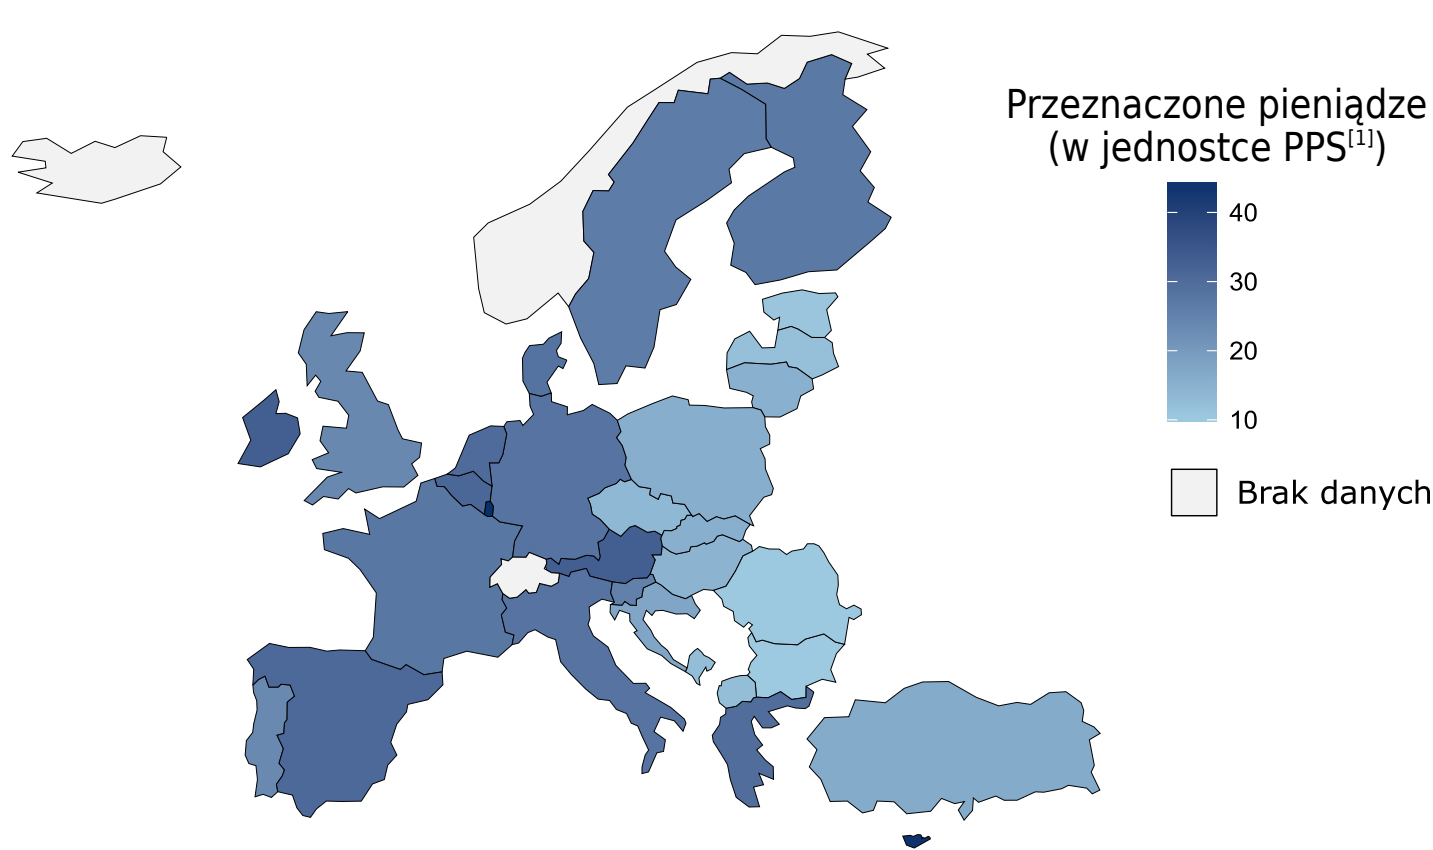 Przeznaczone pieniądze
(w jednostce PPS[1])
40
30
20
10
Brak danych